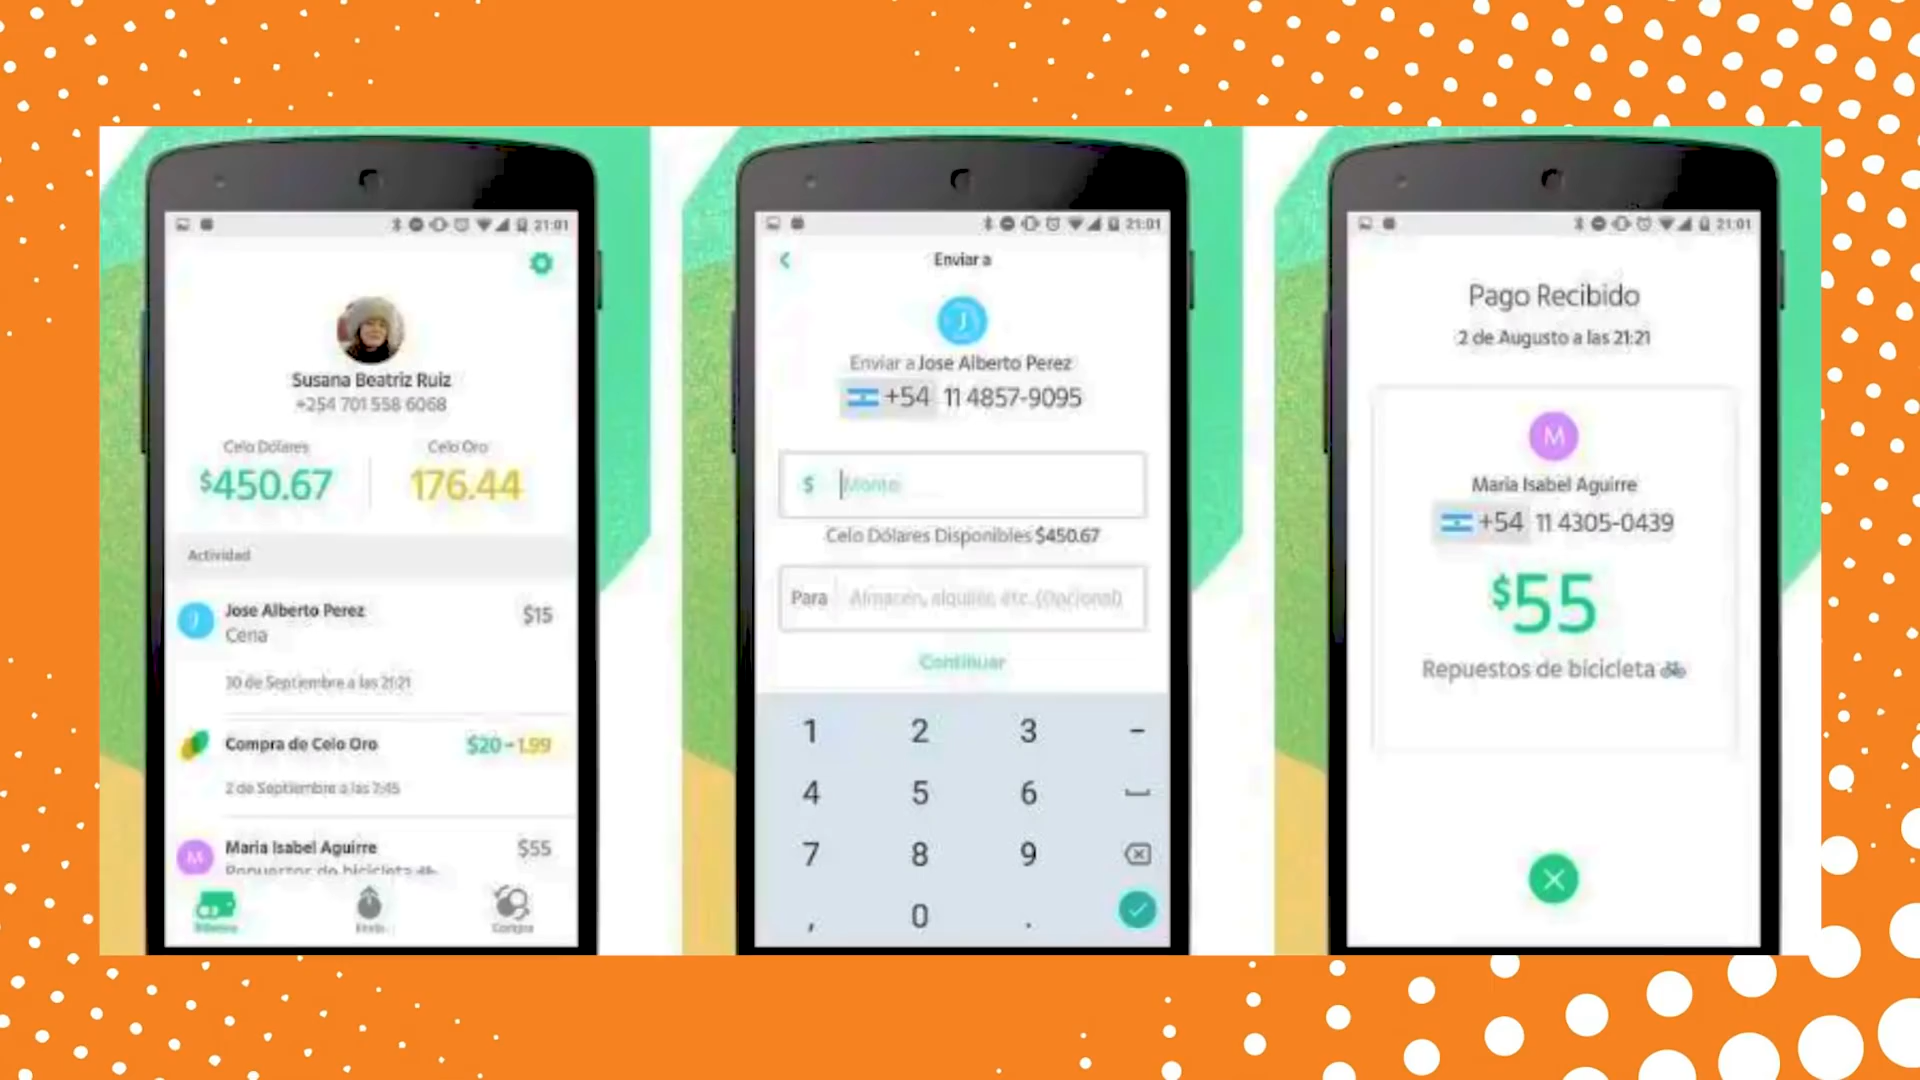 21:01
Susana Beatriz Ruiz
+254 701 558 6068
Celo Dólares
Celo Oro
$450.67
176.44
Actividad
J
Jose Alberto Perez
$15
Cena
30 de Septiembre a las 21:21
Compra de Celo Oro
$20 - 1.99
2 de Septiembre a las 7:45
M
Maria Isabel Aguirre
$55
Repuestos de bicicleta
Envío
Compra
21:01
Enviar a
J
Enviar a Jose Alberto Perez
+54 11 4857-9095
$ Monto
Celo Dólares Disponibles $450.67
Para Almacén, alquiler, etc. (Opcional)
Continuar
1 2 3 -
4 5 6
7 8 9
, 0 .
21:01
Pago Recibido
2 de Augusto a las 21:21
M
Maria Isabel Aguirre
+54 11 4305-0439
$55
Repuestos de bicicleta